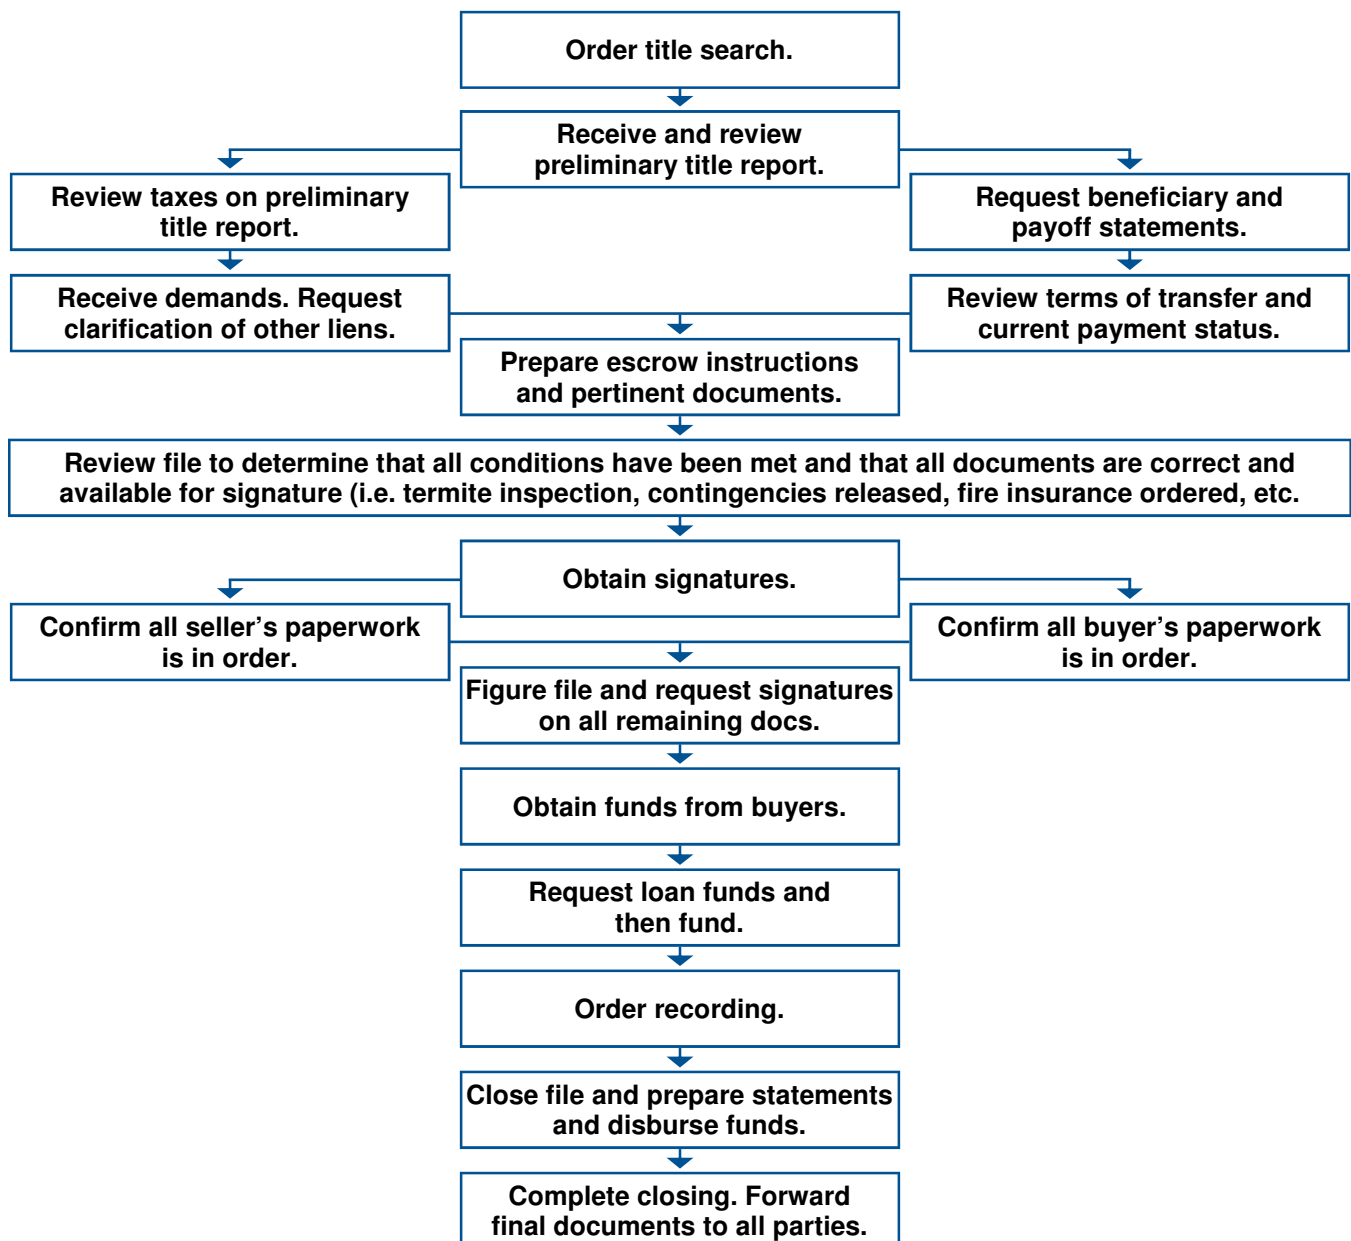 Order title search.
Receive and review
preliminary title report.
Review taxes on preliminary
title report.
Request beneficiary and
payoff statements.
Receive demands. Request
clarification of other liens.
Review terms of transfer and
current payment status.
Prepare escrow instructions
and pertinent documents.
Review file to determine that all conditions have been met and that all documents are correct and
available for signature (i.e. termite inspection, contingencies released, fire insurance ordered, etc.
Obtain signatures.
Confirm all seller's paperwork
is in order.
Confirm all buyer's paperwork
is in order.
Figure file and request signatures
on all remaining docs.
Obtain funds from buyers.
Request loan funds and
then fund.
Order recording.
Close file and prepare statements
and disburse funds.
Complete closing. Forward
final documents to all parties.